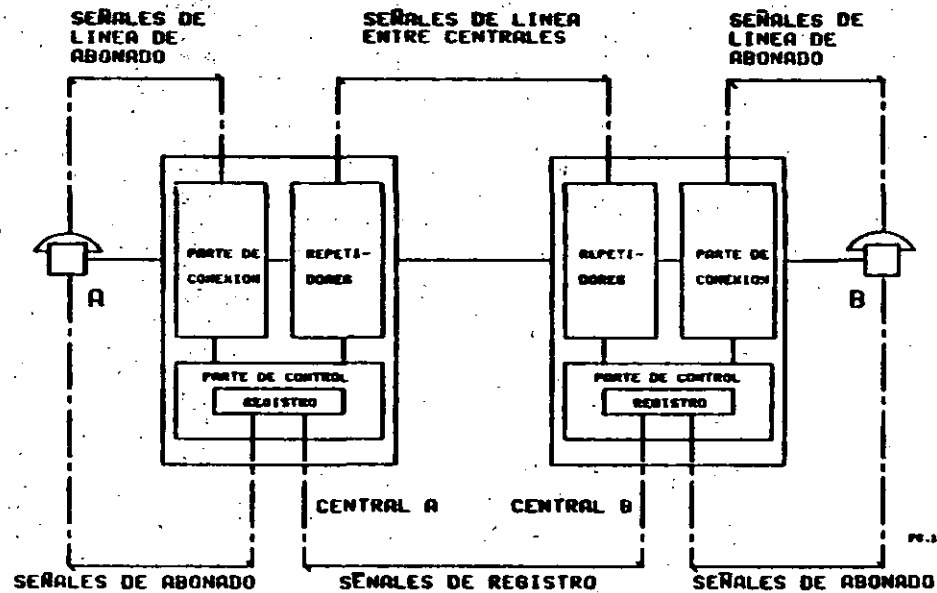 SEÑALES DE
LINEA DE
ABONADO
SEÑALES DE LINEA
ENTRE CENTRALES
SEÑALES DE
LINEA DE
ABONADO
PARTE DE
CONEXION
REPETI-
DORES
REPETI-
DORES
PARTE DE
CONEXION
A
B
PARTE DE CONTROL
REGISTRO
PARTE DE CONTROL
REGISTRO
CENTRAL A
CENTRAL B
SEÑALES DE ABONADO
SEÑALES DE REGISTRO
SEÑALES DE ABONADO